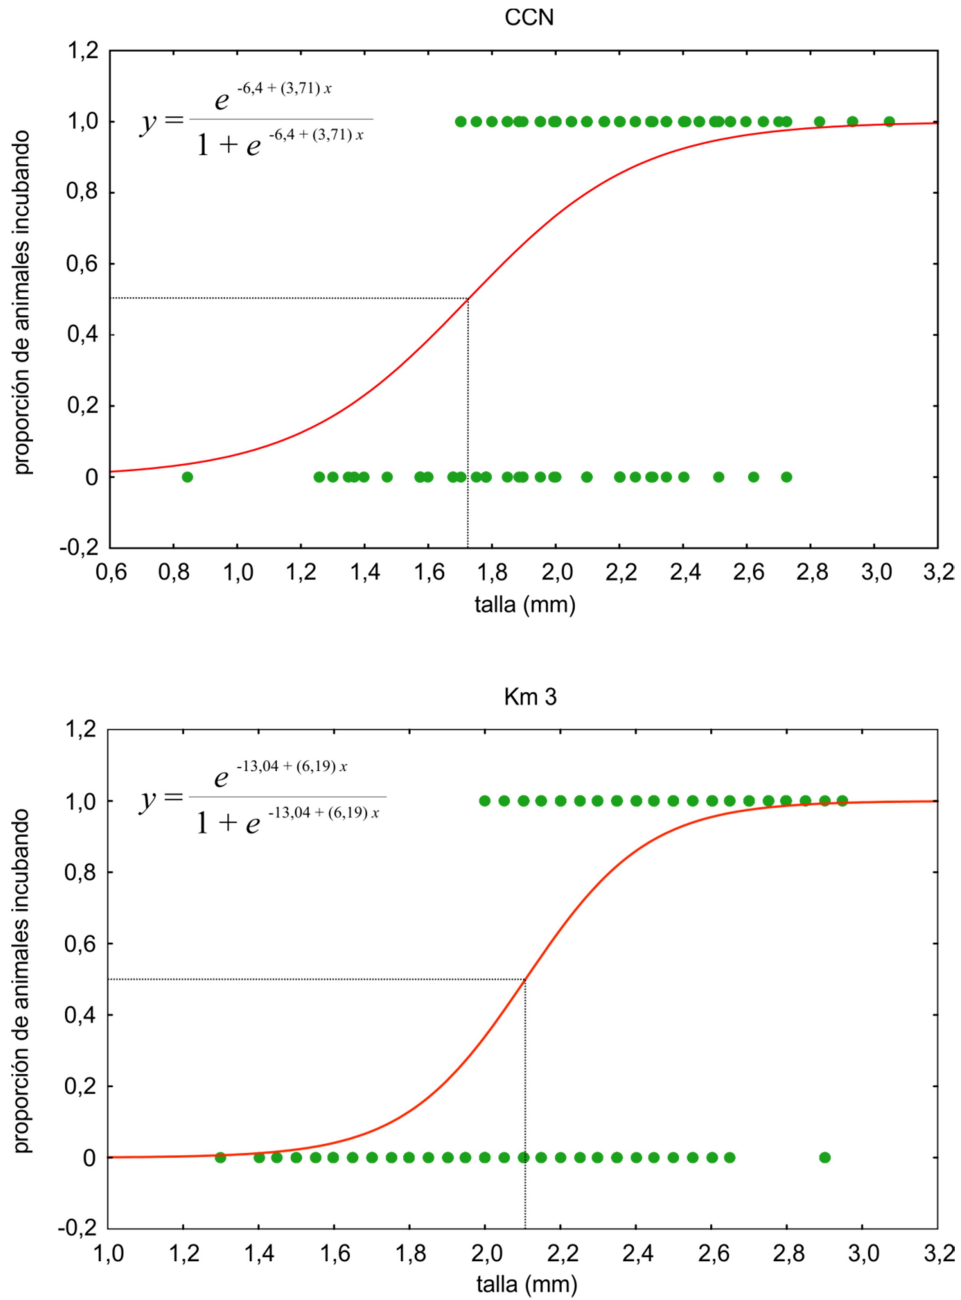 CCN
1,2
1,0
0,8
0,6
0,4
0,2
0
-0,2
proporción de animales incubando
y = e^-6,4 + (3,71) x
1 + e^-6,4 + (3,71) x
0,6 0,8 1,0 1,2 1,4 1,6 1,8 2,0 2,2 2,4 2,6 2,8 3,0 3,2
talla (mm)
Km 3
1,2
1,0
0,8
0,6
0,4
0,2
0
-0,2
proporción de animales incubando
y = e^-13,04 + (6,19) x
1 + e^-13,04 + (6,19) x
1,0 1,2 1,4 1,6 1,8 2,0 2,2 2,4 2,6 2,8 3,0 3,2
talla (mm)